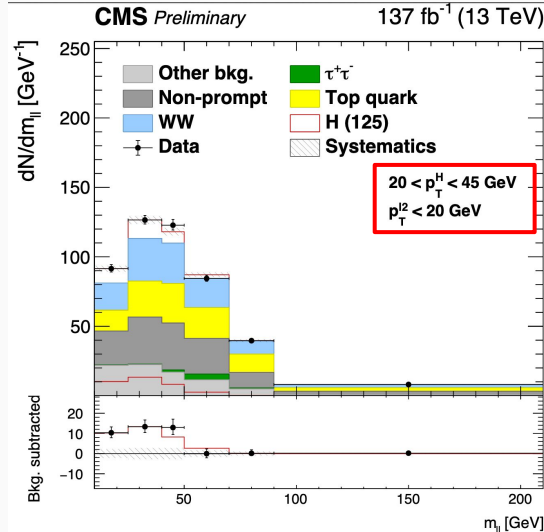 CMS Preliminary 137 fb⁻¹ (13 TeV)
dN/dm_ll [GeV⁻¹]
250
200
150
100
50
Other bkg.
τ⁺τ⁻
Non-prompt
Top quark
WW
H (125)
Data
Systematics
20 < p_T^H < 45 GeV
p_T^l2 < 20 GeV
Bkg. subtracted
20
10
0
−10
50 100 150 200
m_ll [GeV]